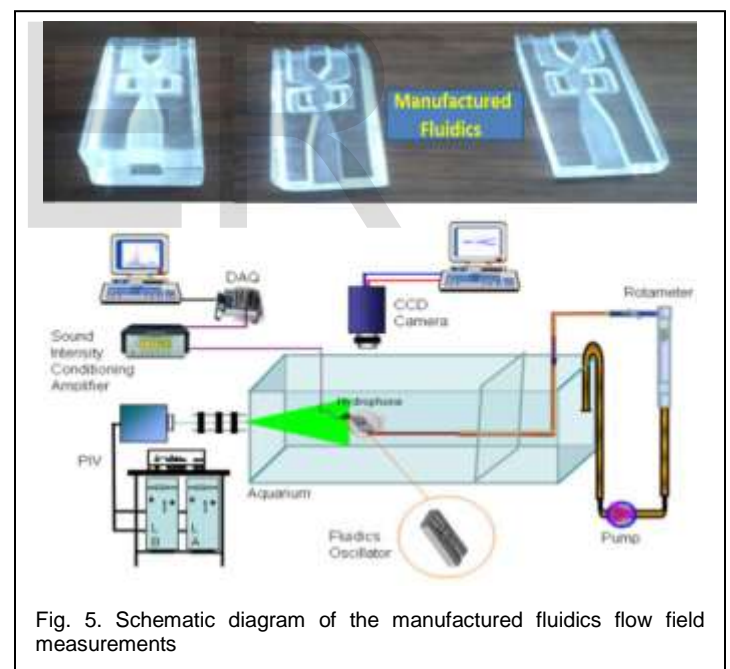 ER
Manufactured
Fluidics
DAQ
CCD
Camera
Rotameter
Sound
Intensity
Conditioning
Amplifier
Hydrophone
PIV
L
B
L
A
Aquarium
Fluidics
Oscillator
Pump
Fig. 5. Schematic diagram of the manufactured fluidics flow field
measurements